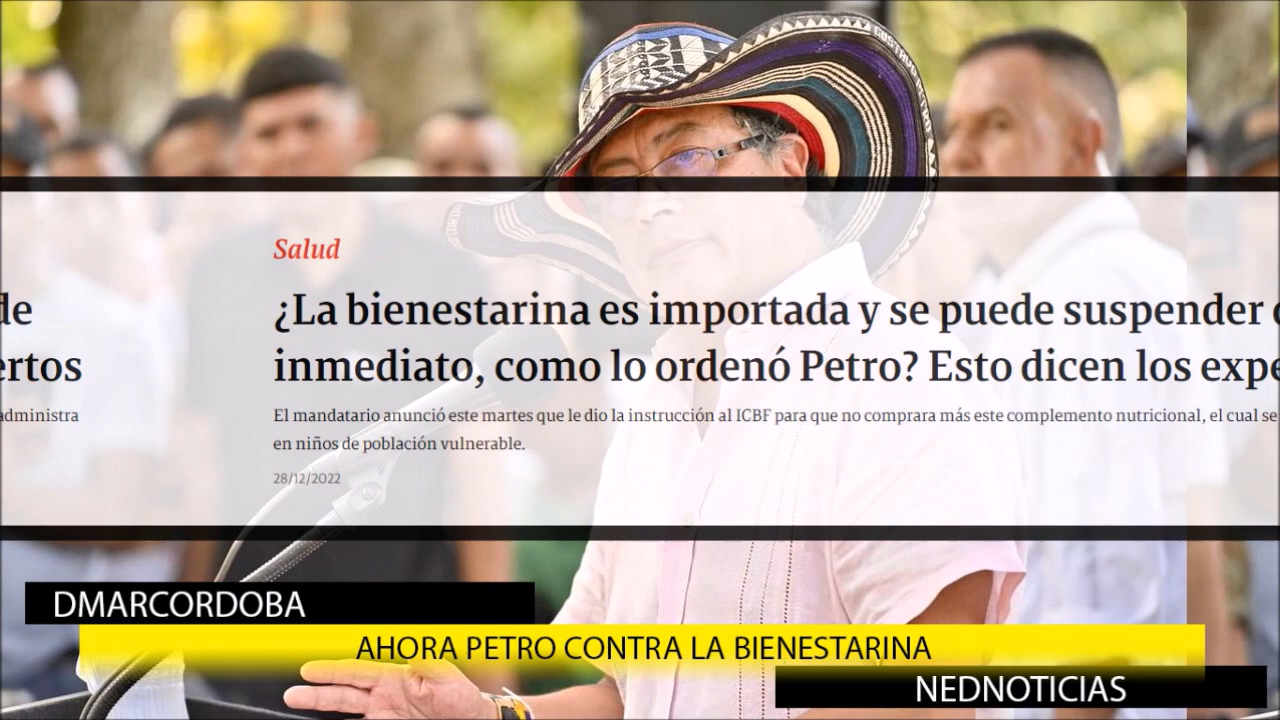 GUSTAVO
Salud
de
¿La bienestarina es importada y se puede suspender
ertos
inmediato, como lo ordenó Petro? Esto dicen los expe
administra
El mandatario anunció este martes que le dio la instrucción al ICBF para que no comprara más este complemento nutricional, el cual se
en niños de población vulnerable.
28/12/2022
DMARCORDOBA
AHORA PETRO CONTRA LA BIENESTARINA
NEDNOTICIAS